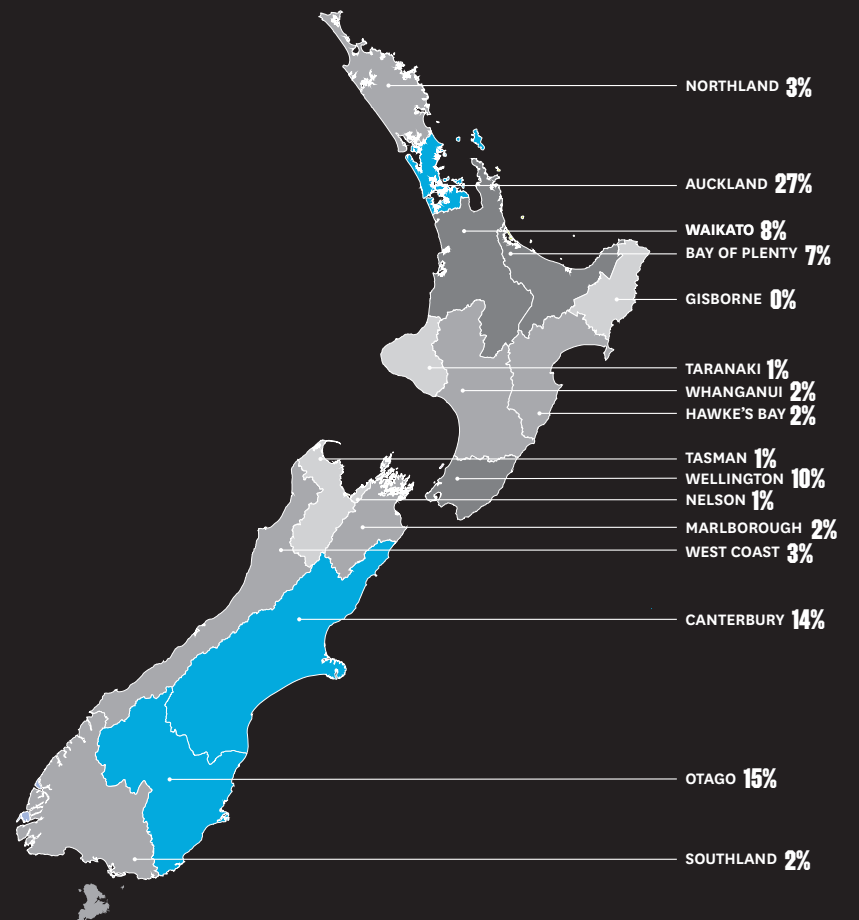 NORTHLAND 3%
AUCKLAND 27%
WAIKATO 8%
BAY OF PLENTY 7%
GISBORNE 0%
TARANAKI 1%
WHANGANUI 2%
HAWKE'S BAY 2%
TASMAN 1%
WELLINGTON 10%
NELSON 1%
MARLBOROUGH 2%
WEST COAST 3%
CANTERBURY 14%
OTAGO 15%
SOUTHLAND 2%